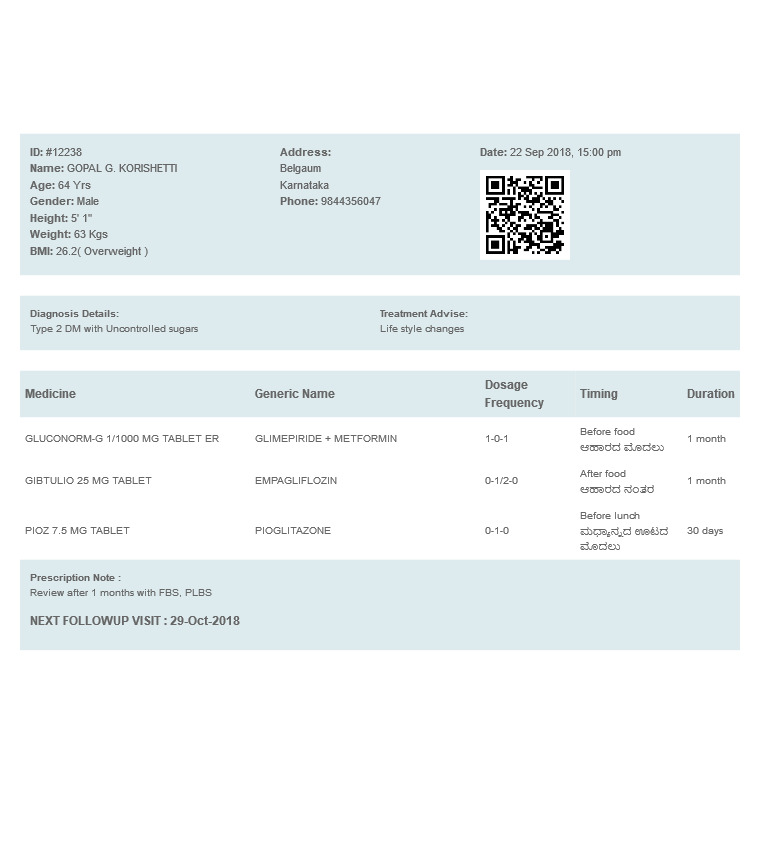 ID: #12238
Name: GOPAL G. KORISHETTI
Age: 64 Yrs
Gender: Male
Height: 5' 1"
Weight: 63 Kgs
BMI: 26.2( Overweight )
Address:
Belgaum
Karnataka
Phone: 9844356047
Date: 22 Sep 2018, 15:00 pm
Diagnosis Details:
Type 2 DM with Uncontrolled sugars
Treatment Advise:
Life style changes
Medicine Generic Name Dosage Frequency Timing Duration
GLUCONORM-G 1/1000 MG TABLET ER GLIMEPIRIDE + METFORMIN 1-0-1 Before food 1 month
ಆಹಾರದ ಮೊದಲು
GIBTULIO 25 MG TABLET EMPAGLIFLOZIN 0-1/2-0 After food 1 month
ಆಹಾರದ ನಂತರ
PIOZ 7.5 MG TABLET PIOGLITAZONE 0-1-0 Before lunch 30 days
ಮಧ್ಯಾನ್ನದ ಊಟದ
ಮೊದಲು
Prescription Note :
Review after 1 months with FBS, PLBS
NEXT FOLLOWUP VISIT : 29-Oct-2018